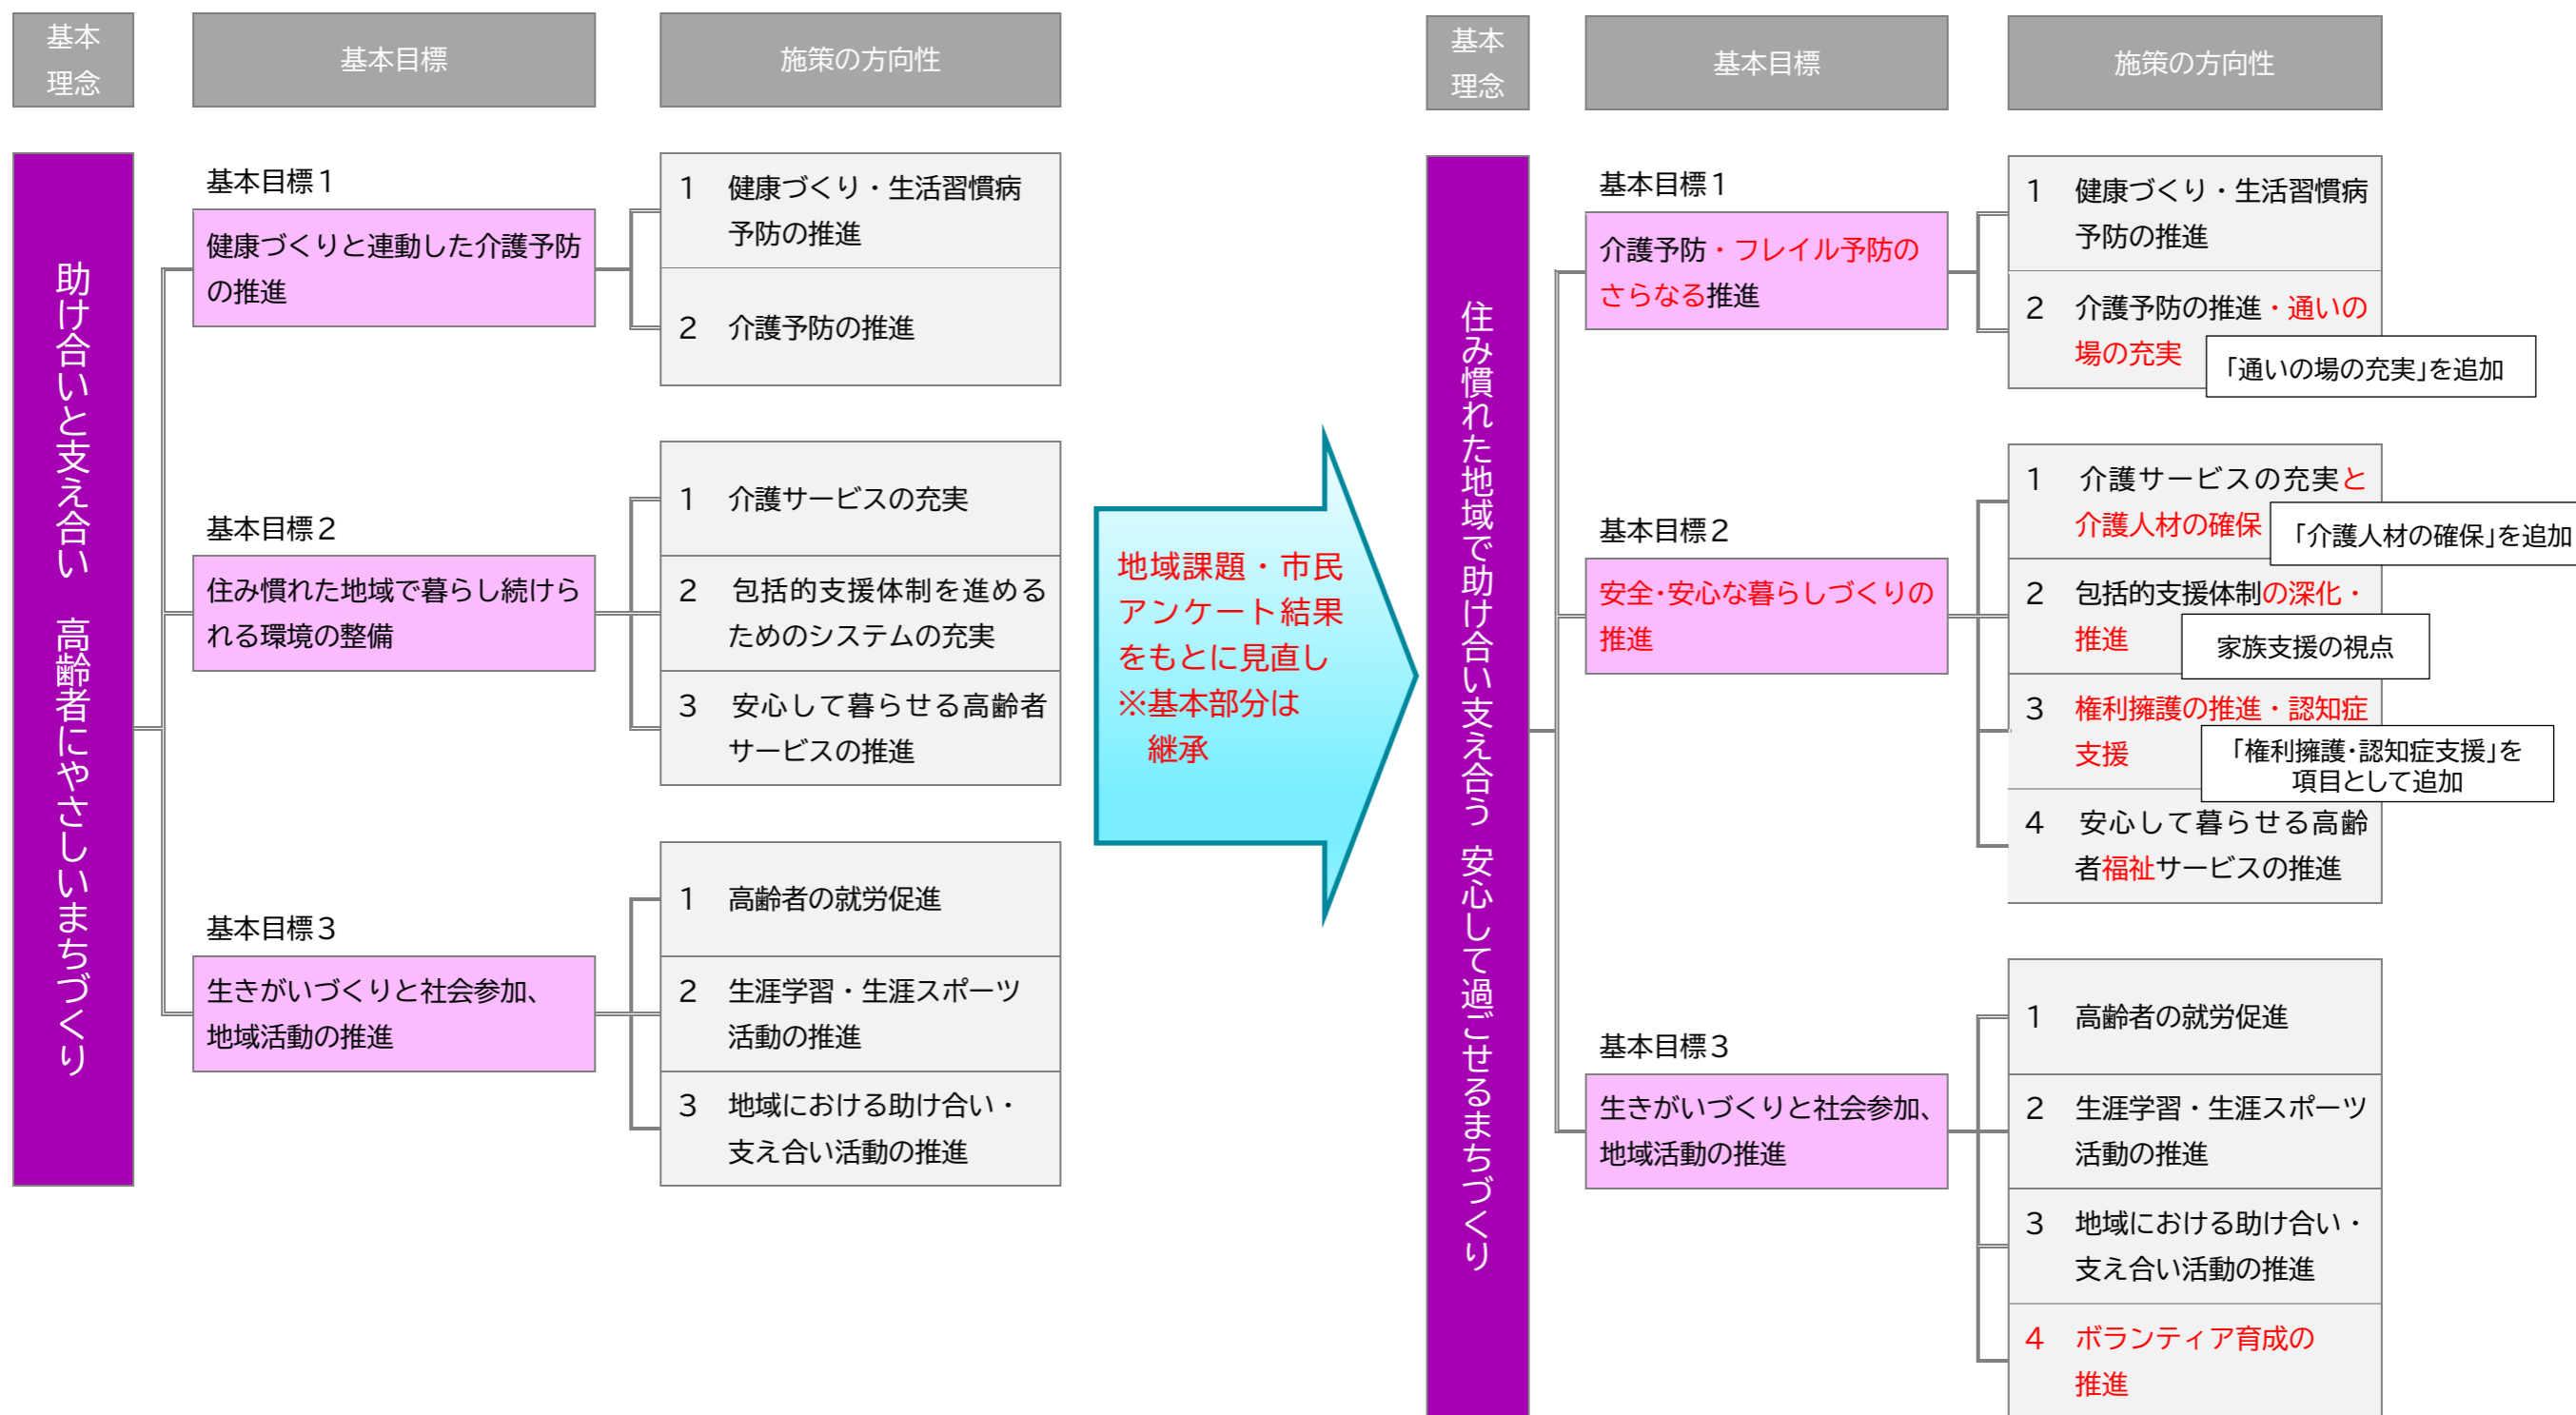 基本
理念
基本目標
施策の方向性
助け合いと支え合い　高齢者にやさしいまちづくり
基本目標1
健康づくりと連動した介護予防
の推進
1　健康づくり・生活習慣病
予防の推進
2　介護予防の推進
基本目標2
住み慣れた地域で暮らし続けら
れる環境の整備
1　介護サービスの充実
2　包括的支援体制を進める
ためのシステムの充実
3　安心して暮らせる高齢者
サービスの推進
基本目標3
生きがいづくりと社会参加、
地域活動の推進
1　高齢者の就労促進
2　生涯学習・生涯スポーツ
活動の推進
3　地域における助け合い・
支え合い活動の推進
地域課題・市民
アンケート結果
をもとに見直し
※基本部分は
継承
基本
理念
基本目標
施策の方向性
住み慣れた地域で助け合い支え合う　安心して過ごせるまちづくり
基本目標1
介護予防・フレイル予防の
さらなる推進
1　健康づくり・生活習慣病
予防の推進
2　介護予防の推進・通いの
場の充実
「通いの場の充実」を追加
基本目標2
安全・安心な暮らしづくりの
推進
1　介護サービスの充実と
介護人材の確保
「介護人材の確保」を追加
2　包括的支援体制の深化・
推進
家族支援の視点
3　権利擁護の推進・認知症
支援
「権利擁護・認知症支援」を
項目として追加
4　安心して暮らせる高齢
者福祉サービスの推進
基本目標3
生きがいづくりと社会参加、
地域活動の推進
1　高齢者の就労促進
2　生涯学習・生涯スポーツ
活動の推進
3　地域における助け合い・
支え合い活動の推進
4　ボランティア育成の
推進